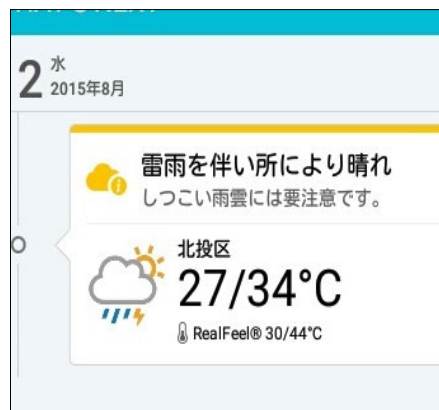 2 水
2015年8月
雷雨を伴い所により晴れ
しつこい雨雲には要注意です。
北投区
27/34°C
RealFeel® 30/44°C